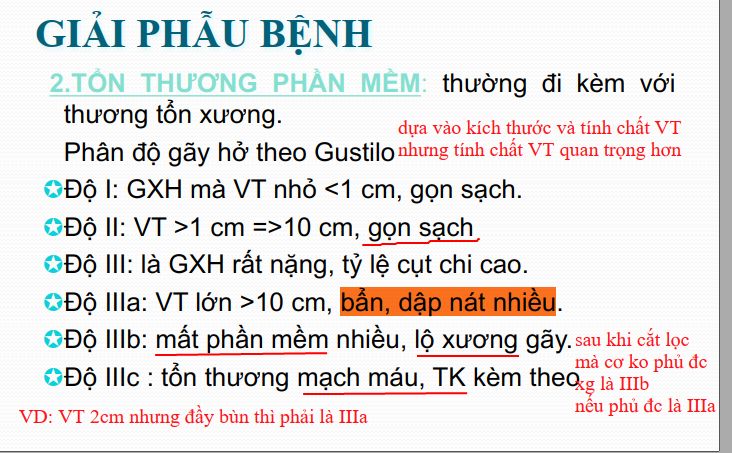 GIẢI PHẪU BỆNH
2.TỔN THƯƠNG PHẦN MỀM: thường đi kèm với
thương tổn xương.
dựa vào kích thước và tính chất VT
Phân độ gãy hở theo Gustilo
nhưng tính chất VT quan trọng hơn
Độ I: GXH mà VT nhỏ <1 cm, gọn sạch.
Độ II: VT >1 cm =>10 cm, gọn sạch.
Độ III: là GXH rất nặng, tỷ lệ cụt chi cao.
Độ IIIa: VT lớn >10 cm, bẩn, dập nát nhiều.
Độ IIIb: mất phần mềm nhiều, lộ xương gãy.
sau khi cắt lọc
mà cơ ko phủ đc
Độ IIIc : tổn thương mạch máu, TK kèm theo
xg là IIIb
nếu phủ đc là IIIa
VD: VT 2cm nhưng đầy bùn thì phải là IIIa